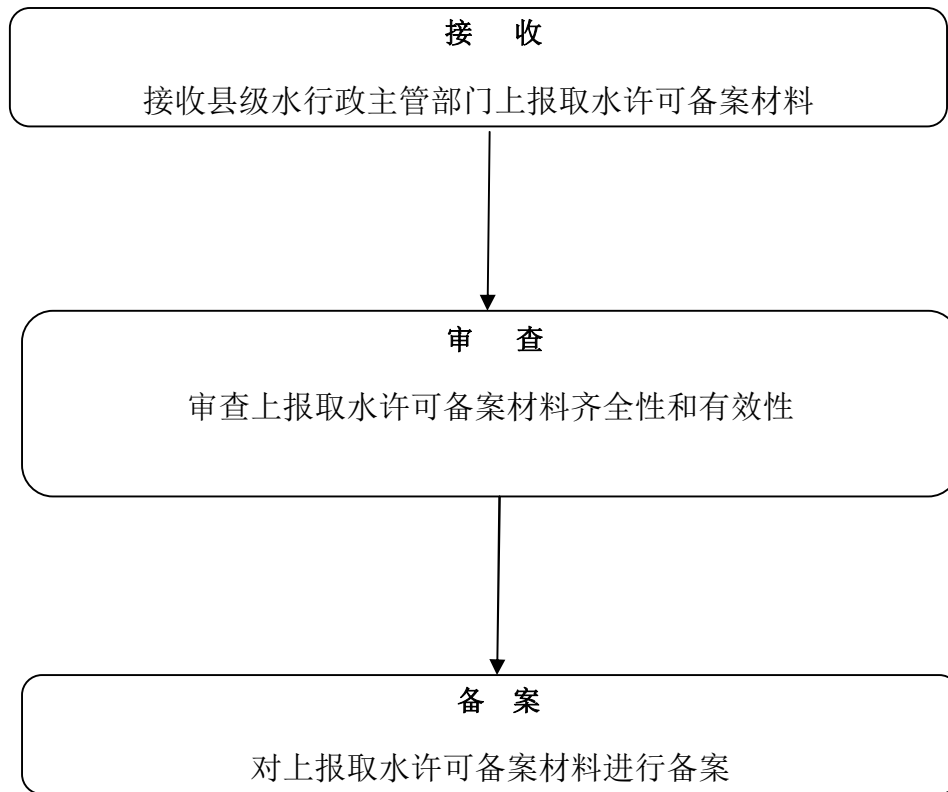 接 收
接收县级水行政主管部门上报取水许可备案材料
审 查
审查上报取水许可备案材料齐全性和有效性
备 案
对上报取水许可备案材料进行备案